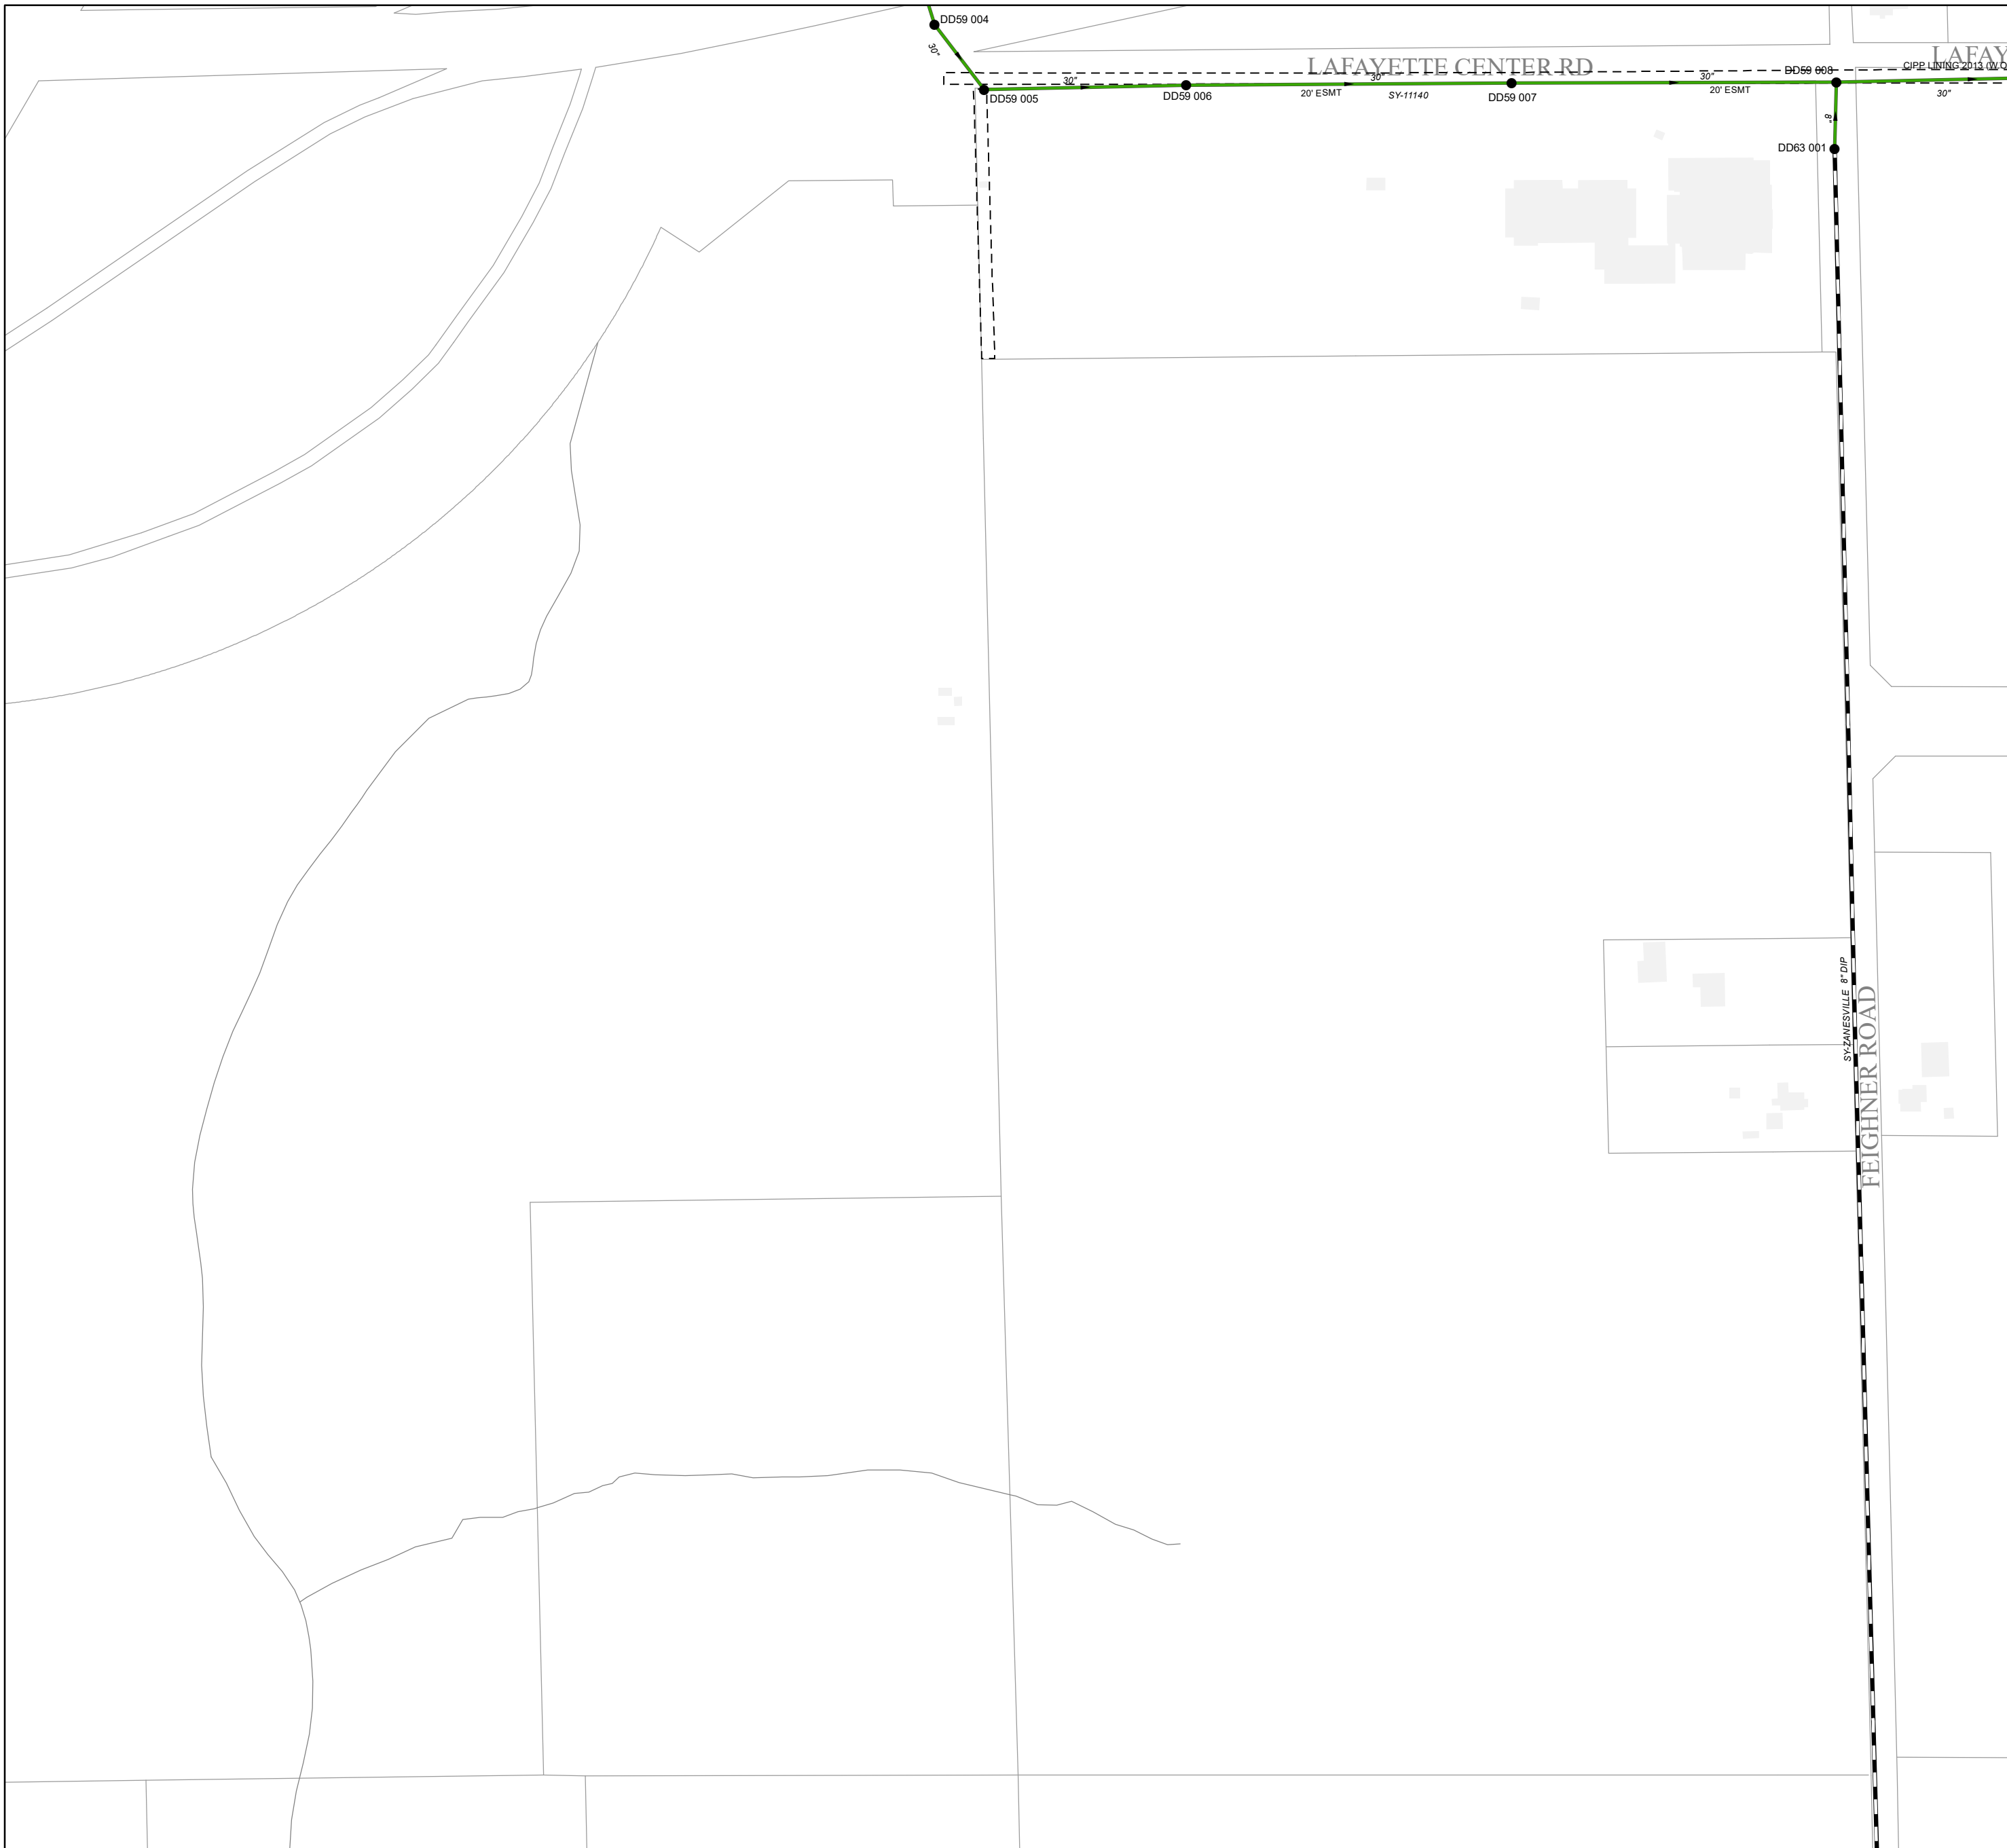 DD59 004
30"
LAFAYETTE CENTER RD
LAFAY
CIPP LINING 2013 (W.O
DD59 008
30"
30"
30"
DD59 005
DD59 006
20' ESMT
SY-11140
DD59 007
20' ESMT
30"
8"
DD63 001
SY-ZANESVILLE 8" DIP
FEIGHNER ROAD